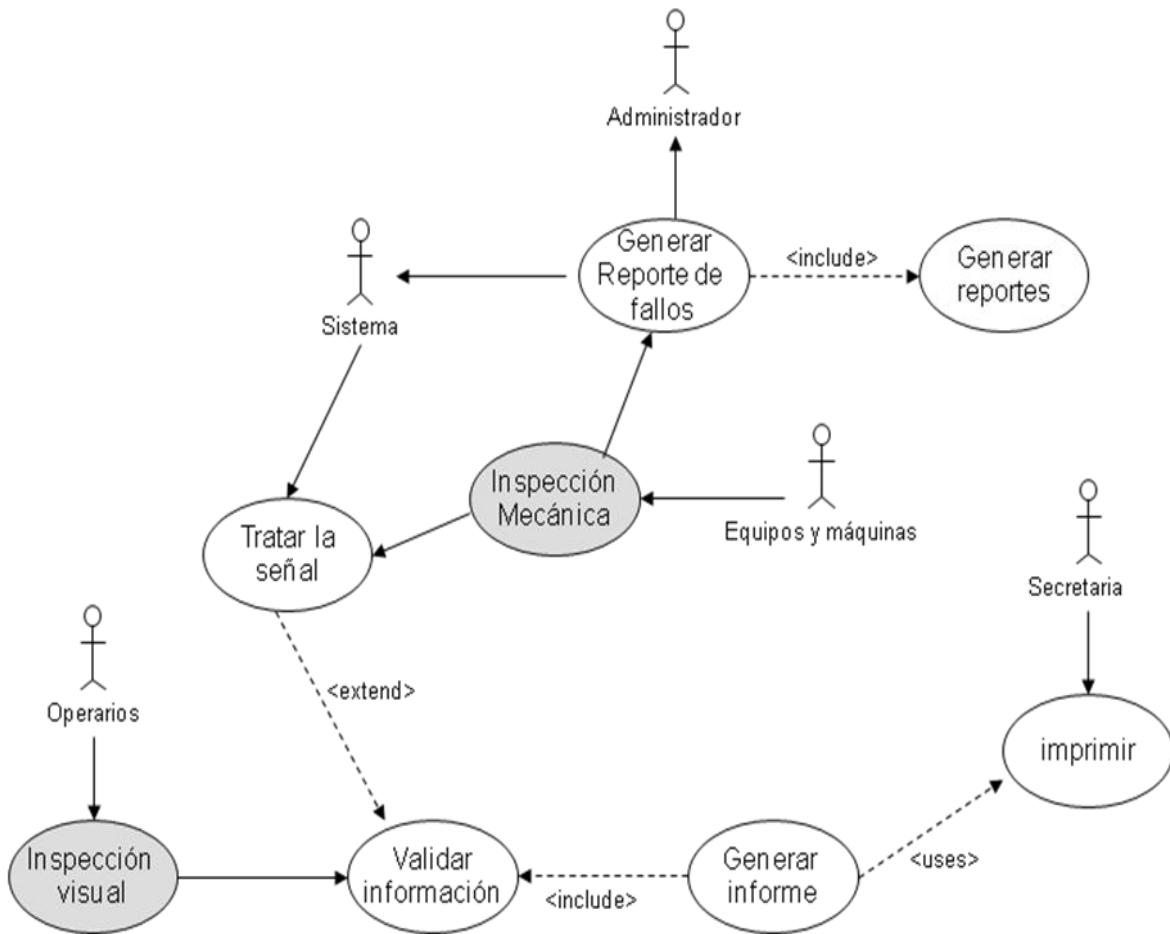 Administrador
Generar
Reporte de
fallos
<include>
Generar
reportes
Sistema
Inspección
Mecánica
Equipos y máquinas
Tratar la
señal
Secretaria
Operarios
<extend>
imprimir
Inspección
visual
Validar
información
<include>
Generar
informe
<uses>